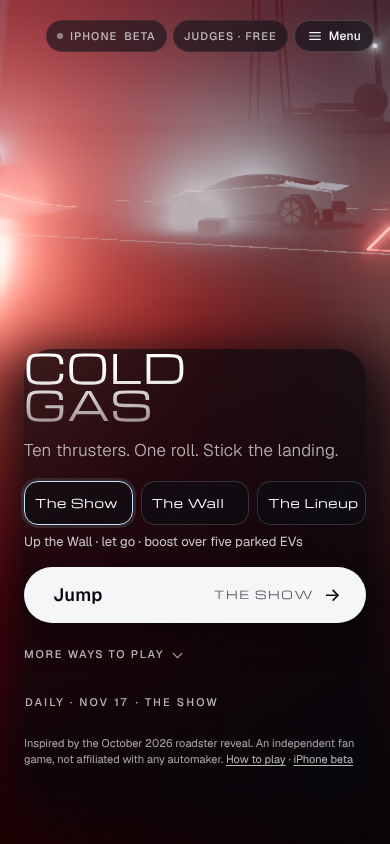 IPHONE BETA
JUDGES · FREE
Menu
COLD
GAS
Ten thrusters. One roll. Stick the landing.
The Show
The Wall
The Lineup
Up the Wall · let go · boost over five parked EVs
Jump
THE SHOW
MORE WAYS TO PLAY
DAILY · NOV 17 · THE SHOW
Inspired by the October 2026 roadster reveal. An independent fan
game, not affiliated with any automaker. How to play · iPhone beta